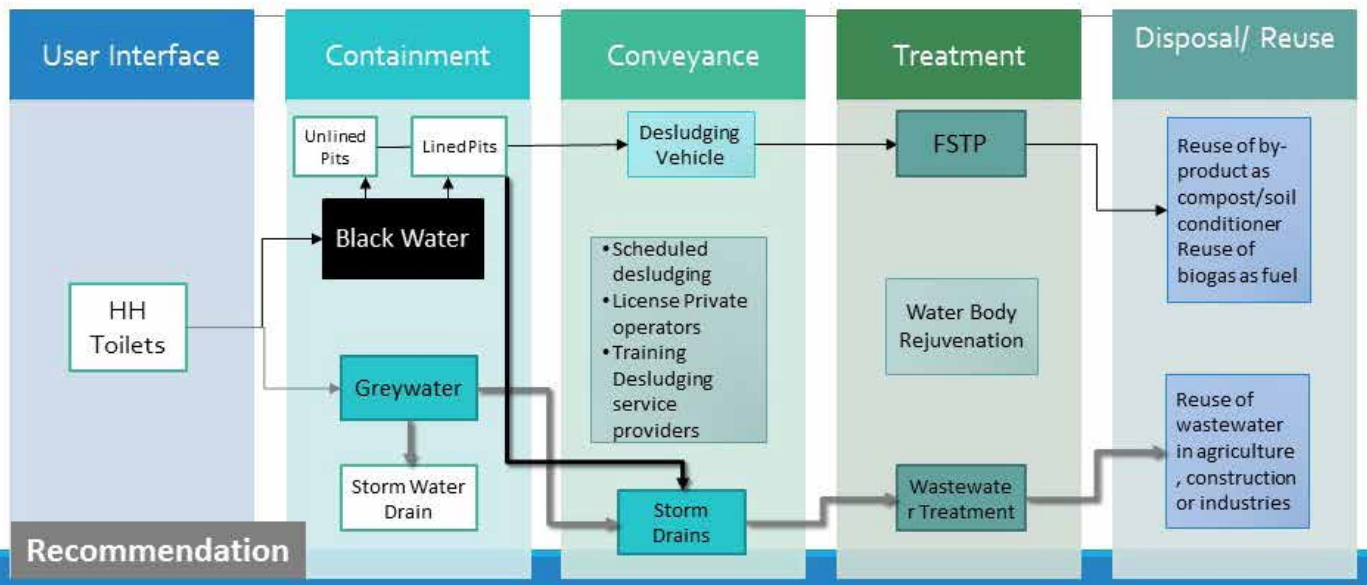 User Interface
Containment
Conveyance
Treatment
Disposal/ Reuse
HH
Toilets
Unlined
Pits
Lined Pits
Black Water
Greywater
Storm Water
Drain
Desludging
Vehicle
•Scheduled
desludging
•License Private
operators
•Training
Desludging
service
providers
Storm
Drains
FSTP
Water Body
Rejuvenation
Wastewate
r Treatment
Reuse of by-
product as
compost/soil
conditioner
Reuse of
biogas as fuel
Reuse of
wastewater
in agriculture
, construction
or industries
Recommendation